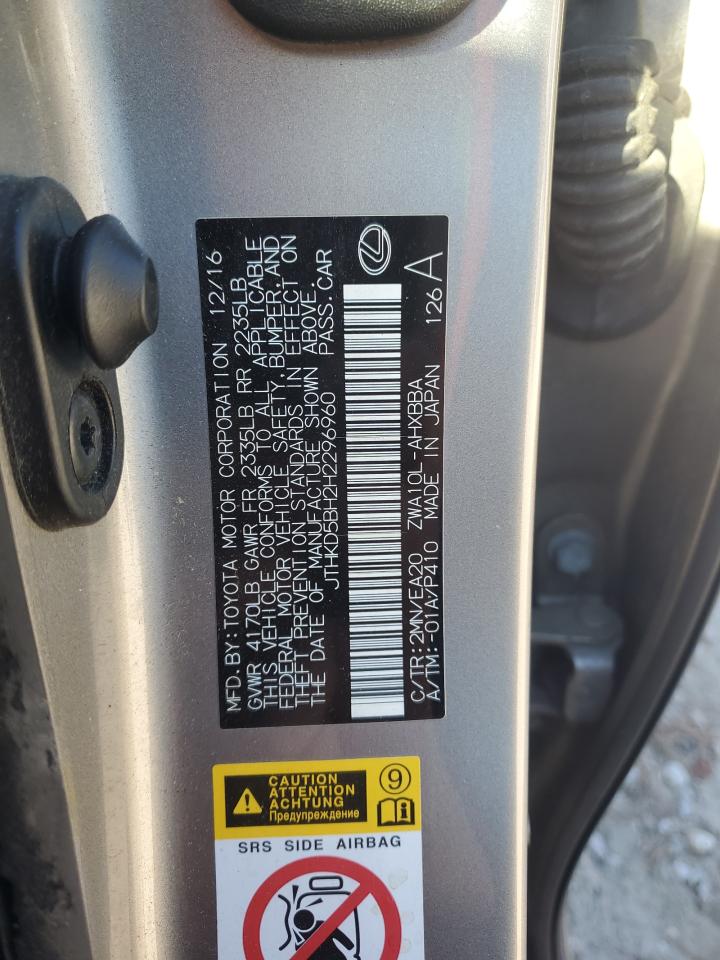 MFD. BY: TOYOTA MOTOR CORPORATION 12/16
GVWR 4170LB GAWR FR 2335LB RR 2235LB
THIS VEHICLE CONFORMS TO ALL APPLICABLE
FEDERAL MOTOR VEHICLE SAFETY, BUMPER, AND
THEFT PREVENTION STANDARDS IN EFFECT ON
THE DATE OF MANUFACTURE SHOWN ABOVE.
JTHKD5BH2H2296960 PASS. CAR
C/TR: 2MN/EA20 ZWA10L-AHXBBA
A/TM: -01A/P410 MADE IN JAPAN 126 A
CAUTION
ATTENTION
ACHTUNG
Предупреждение
9
SRS SIDE AIRBAG